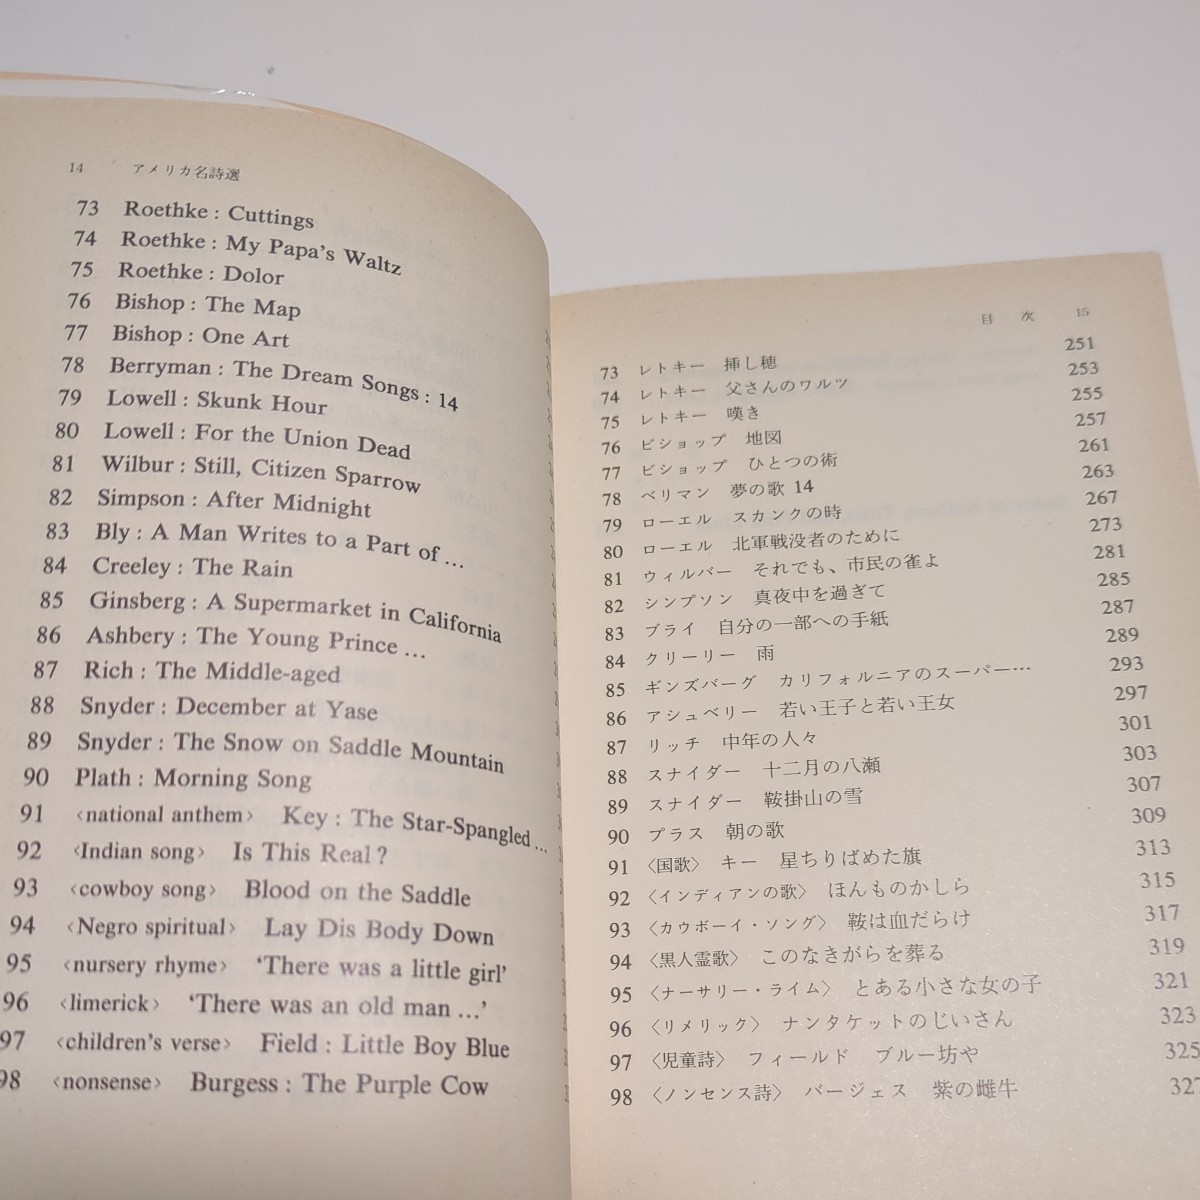 14 アメリカ名詩選
73 Roethke : Cuttings
74 Roethke : My Papa's Waltz
75 Roethke : Dolor
76 Bishop : The Map
77 Bishop : One Art
78 Berryman : The Dream Songs : 14
79 Lowell : Skunk Hour
80 Lowell : For the Union Dead
81 Wilbur : Still, Citizen Sparrow
82 Simpson : After Midnight
83 Bly : A Man Writes to a Part of …
84 Creeley : The Rain
85 Ginsberg : A Supermarket in California
86 Ashbery : The Young Prince …
87 Rich : The Middle-aged
88 Snyder : December at Yase
89 Snyder : The Snow on Saddle Mountain
90 Plath : Morning Song
91 〈national anthem〉 Key : The Star-Spangled …
92 〈Indian song〉 Is This Real ?
93 〈cowboy song〉 Blood on the Saddle
94 〈Negro spiritual〉 Lay Dis Body Down
95 〈nursery rhyme〉 'There was a little girl'
96 〈limerick〉 'There was an old man …'
97 〈children's verse〉 Field : Little Boy Blue
98 〈nonsense〉 Burgess : The Purple Cow
目次 15
73 レトキー 挿し穂 251
74 レトキー 父さんのワルツ 253
75 レトキー 嘆き 255
76 ビショップ 地図 257
77 ビショップ ひとつの術 261
78 ベリマン 夢の歌 14 263
79 ローエル スカンクの時 267
80 ローエル 北軍戦没者のために 273
81 ウィルバー それでも、市民の雀よ 281
82 シンプソン 真夜中を過ぎて 285
83 ブライ 自分の一部への手紙 287
84 クリーリー 雨 289
85 ギンズバーグ カリフォルニアのスーパー… 293
86 アシュベリー 若い王子と若い王女 297
87 リッチ 中年の人々 301
88 スナイダー 十二月の八瀬 303
89 スナイダー 鞍掛山の雪 307
90 プラス 朝の歌 309
91 〈国歌〉 キー 星ちりばめた旗 313
92 〈インディアンの歌〉 ほんものかしら 315
93 〈カウボーイ・ソング〉 鞍は血だらけ 317
94 〈黒人霊歌〉 このなきがらを葬る 319
95 〈ナーサリー・ライム〉 とある小さな女の子 321
96 〈リメリック〉 ナンタケットのじいさん 323
97 〈児童詩〉 フィールド ブルー坊や 325
98 〈ノンセンス詩〉 バージェス 紫の雌牛 327